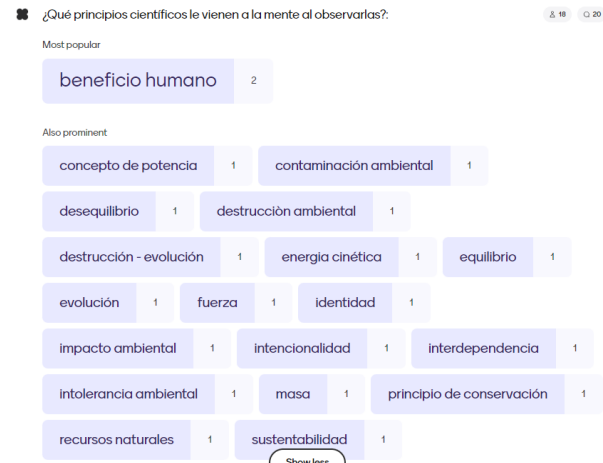 ¿Qué principios científicos le vienen a la mente al observarlas?: 18 20
Most popular
beneficio humano 2
Also prominent
concepto de potencia 1 contaminación ambiental 1
desequilibrio 1 destrucciòn ambiental 1
destrucción - evolución 1 energia cinética 1 equilibrio 1
evolución 1 fuerza 1 identidad 1
impacto ambiental 1 intencionalidad 1 interdependencia 1
intolerancia ambiental 1 masa 1 principio de conservación 1
recursos naturales 1 sustentabilidad 1
Show less